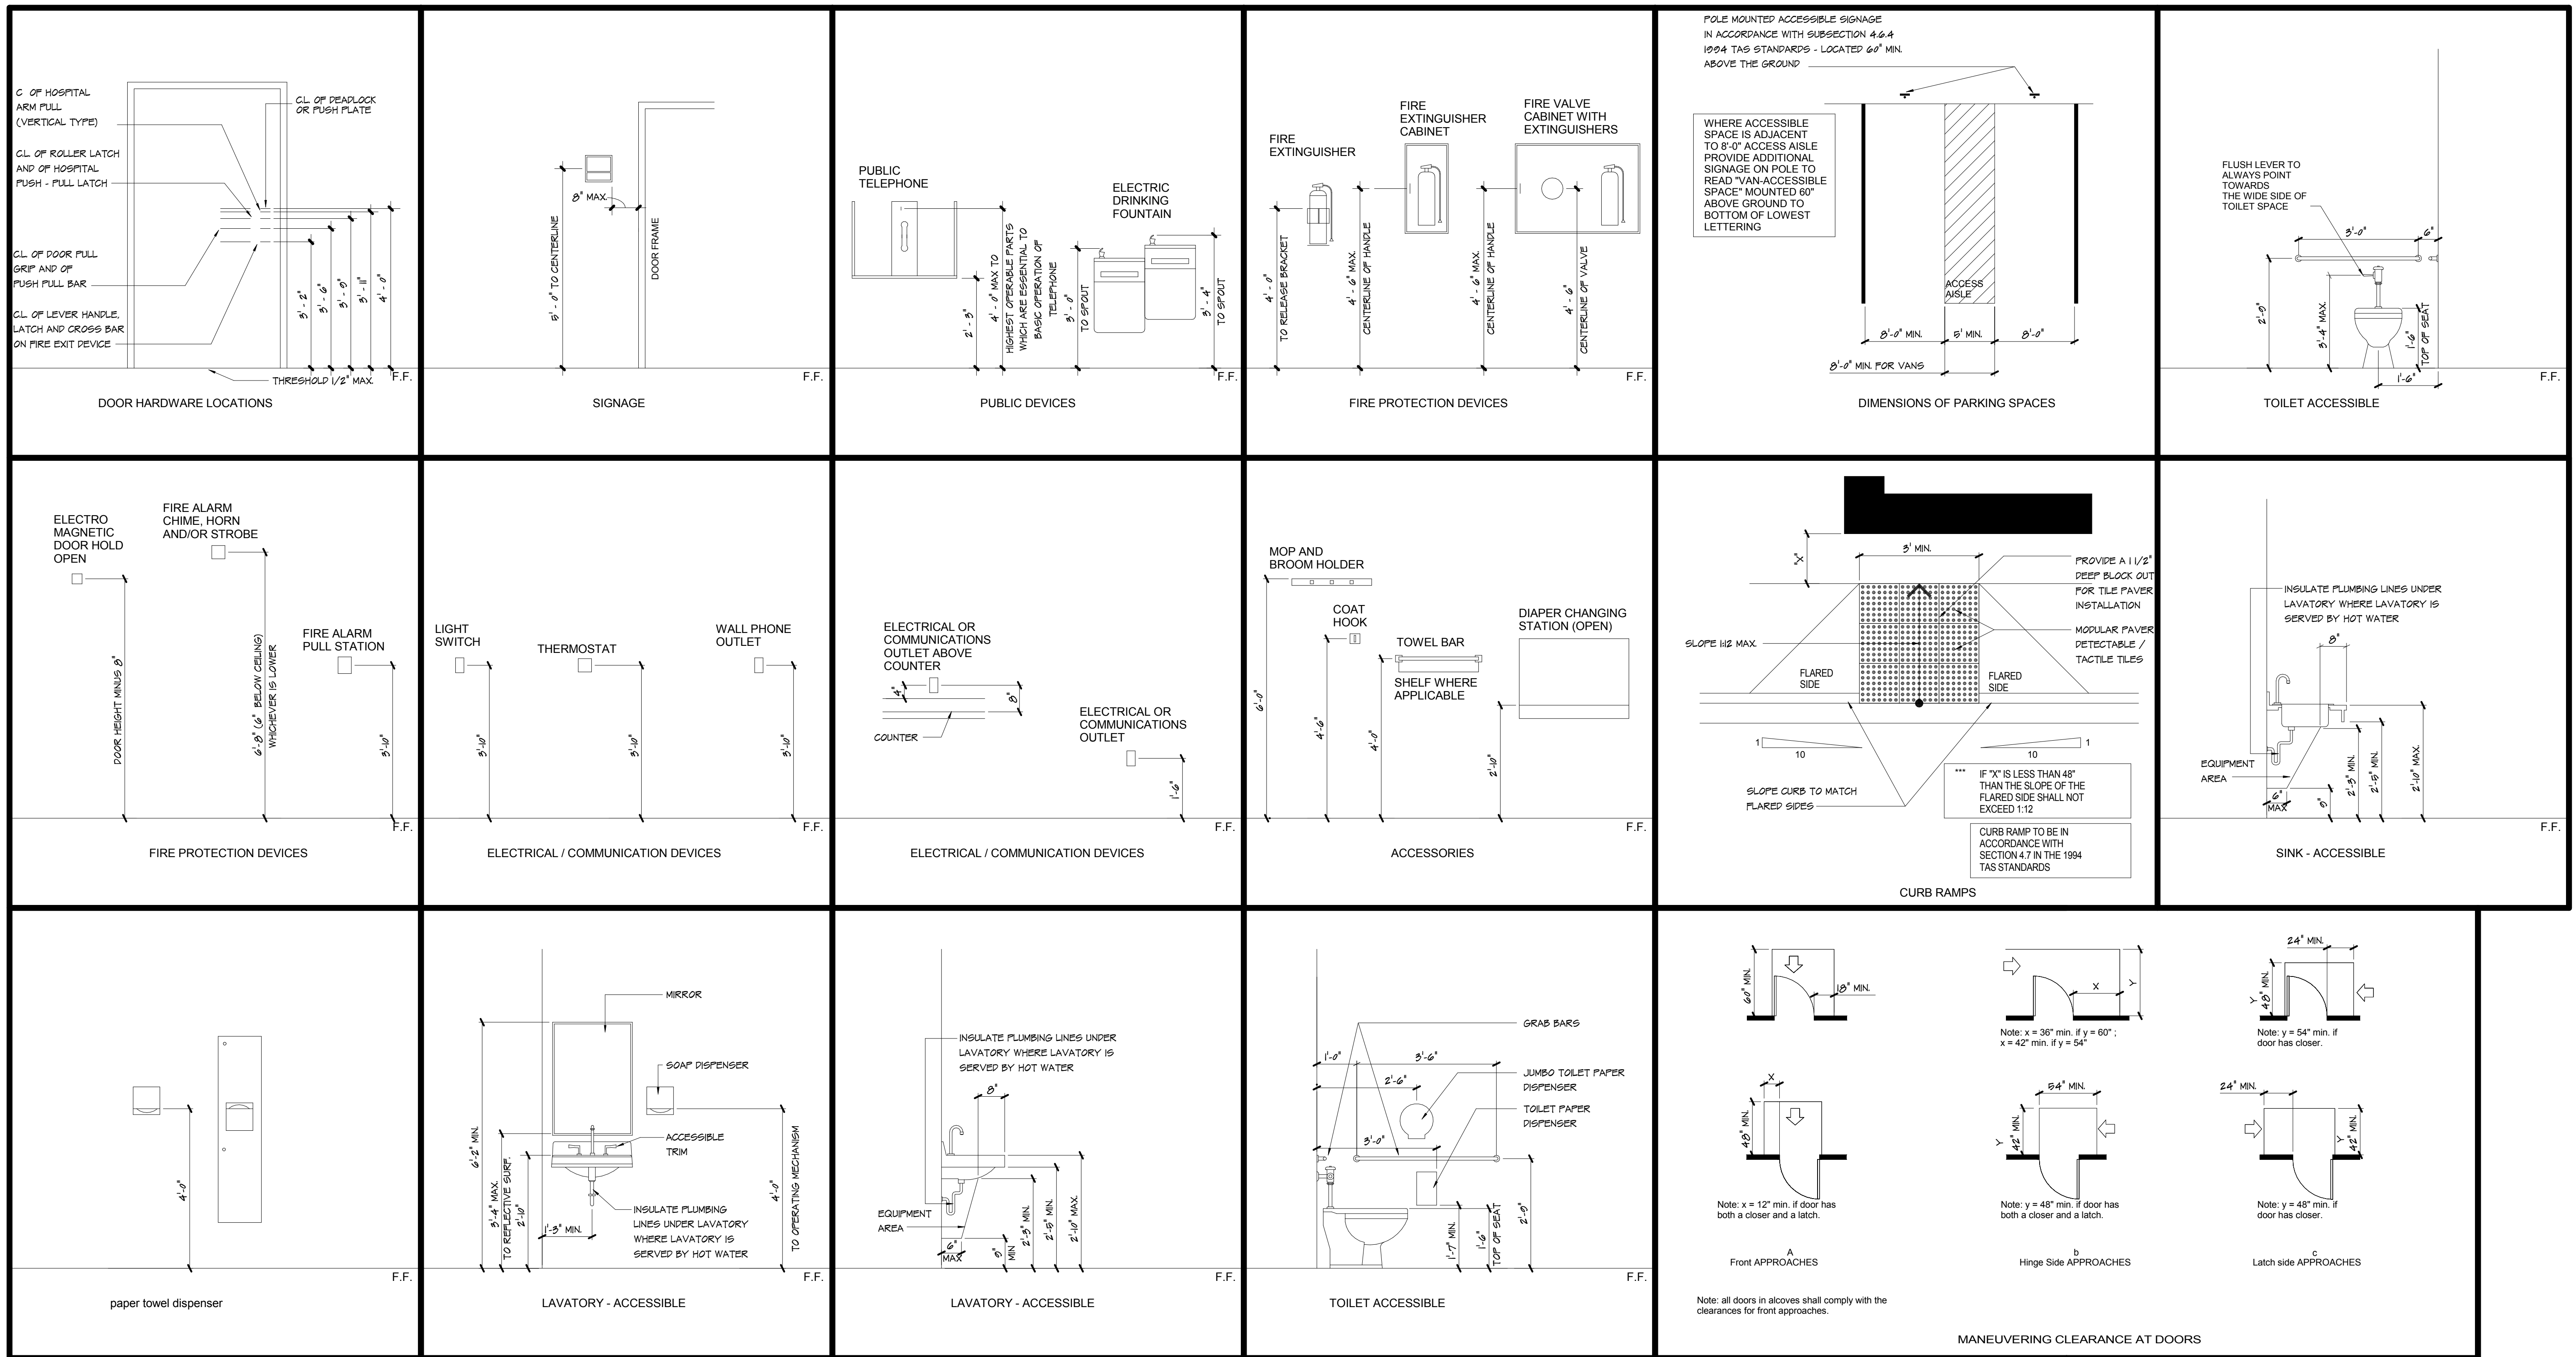 C OF HOSPITAL
ARM PULL
(VERTICAL TYPE)
C.L. OF DEADLOCK
OR PUSH PLATE
C.L. OF ROLLER LATCH
AND OF HOSPITAL
PUSH - PULL LATCH
C.L. OF DOOR PULL
GRIP AND OF
PUSH PULL BAR
C.L. OF LEVER HANDLE,
LATCH AND CROSS BAR
ON FIRE EXIT DEVICE
3' - 2"
3' - 6"
3' - 9"
3' - 11"
4' - 0"
THRESHOLD 1/2" MAX.
F.F.
DOOR HARDWARE LOCATIONS
8" MAX.
5' - 0" TO CENTERLINE
DOOR FRAME
F.F.
SIGNAGE
PUBLIC
TELEPHONE
ELECTRIC
DRINKING
FOUNTAIN
2' - 3"
4' - 0" MAX TO
HIGHEST OPERABLE PARTS
WHICH ARE ESSENTIAL TO
BASIC OPERATION OF
TELEPHONE
3' - 0"
TO SPOUT
3' - 4"
TO SPOUT
F.F.
PUBLIC DEVICES
FIRE
EXTINGUISHER
FIRE
EXTINGUISHER
CABINET
FIRE VALVE
CABINET WITH
EXTINGUISHERS
4' - 0"
TO RELEASE BRACKET
4' - 6" MAX.
CENTERLINE OF HANDLE
4' - 6" MAX.
CENTERLINE OF HANDLE
4' - 6"
CENTERLINE OF VALVE
F.F.
FIRE PROTECTION DEVICES
POLE MOUNTED ACCESSIBLE SIGNAGE
IN ACCORDANCE WITH SUBSECTION 4.6.4
1994 TAS STANDARDS - LOCATED 60" MIN.
ABOVE THE GROUND
WHERE ACCESSIBLE
SPACE IS ADJACENT
TO 8'-0" ACCESS AISLE
PROVIDE ADDITIONAL
SIGNAGE ON POLE TO
READ "VAN-ACCESSIBLE
SPACE" MOUNTED 60"
ABOVE GROUND TO
BOTTOM OF LOWEST
LETTERING
ACCESS
AISLE
8'-0" MIN.
5' MIN.
8'-0"
8'-0" MIN. FOR VANS
DIMENSIONS OF PARKING SPACES
FLUSH LEVER TO
ALWAYS POINT
TOWARDS
THE WIDE SIDE OF
TOILET SPACE
3'-0"
6"
2'-9"
3'-4" MAX.
1'-6"
TOP OF SEAT
1'-6"
F.F.
TOILET ACCESSIBLE
ELECTRO
MAGNETIC
DOOR HOLD
OPEN
FIRE ALARM
CHIME, HORN
AND/OR STROBE
FIRE ALARM
PULL STATION
DOOR HEIGHT MINUS 8"
6'-8" (6" BELOW CEILING)
WHICHEVER IS LOWER
3'-10"
F.F.
FIRE PROTECTION DEVICES
LIGHT
SWITCH
THERMOSTAT
WALL PHONE
OUTLET
3'-10"
3'-10"
3'-10"
F.F.
ELECTRICAL / COMMUNICATION DEVICES
ELECTRICAL OR
COMMUNICATIONS
OUTLET ABOVE
COUNTER
4"
8"
COUNTER
ELECTRICAL OR
COMMUNICATIONS
OUTLET
1'-6"
F.F.
ELECTRICAL / COMMUNICATION DEVICES
MOP AND
BROOM HOLDER
COAT
HOOK
TOWEL BAR
SHELF WHERE
APPLICABLE
DIAPER CHANGING
STATION (OPEN)
6'-0"
4'-6"
4'-0"
2'-10"
F.F.
ACCESSORIES
"X"
3' MIN.
PROVIDE A 1 1/2"
DEEP BLOCK OUT
FOR TILE PAVER
INSTALLATION
MODULAR PAVER
DETECTABLE /
TACTILE TILES
SLOPE 1:12 MAX.
FLARED
SIDE
FLARED
SIDE
1
10
10
1
SLOPE CURB TO MATCH
FLARED SIDES
*** IF "X" IS LESS THAN 48"
THAN THE SLOPE OF THE
FLARED SIDE SHALL NOT
EXCEED 1:12
CURB RAMP TO BE IN
ACCORDANCE WITH
SECTION 4.7 IN THE 1994
TAS STANDARDS
CURB RAMPS
INSULATE PLUMBING LINES UNDER
LAVATORY WHERE LAVATORY IS
SERVED BY HOT WATER
8"
EQUIPMENT
AREA
6"
MAX
9"
2'-3" MIN.
2'-5" MIN.
2'-10" MAX.
F.F.
SINK - ACCESSIBLE
4'-0"
F.F.
paper towel dispenser
MIRROR
SOAP DISPENSER
ACCESSIBLE
TRIM
INSULATE PLUMBING
LINES UNDER LAVATORY
WHERE LAVATORY IS
SERVED BY HOT WATER
6'-2" MIN.
3'-4" MAX.
TO REFLECTIVE SURF.
2'-10"
1'-3" MIN.
4'-0"
TO OPERATING MECHANISM
F.F.
LAVATORY - ACCESSIBLE
INSULATE PLUMBING LINES UNDER
LAVATORY WHERE LAVATORY IS
SERVED BY HOT WATER
8"
EQUIPMENT
AREA
6"
MAX
9"
MIN
2'-3" MIN.
2'-5" MIN.
2'-10" MAX.
F.F.
LAVATORY - ACCESSIBLE
GRAB BARS
1'-0"
3'-6"
2'-6"
JUMBO TOILET PAPER
DISPENSER
TOILET PAPER
DISPENSER
3'-0"
1'-7" MIN.
1'-6"
TOP OF SEAT
2'-9"
F.F.
TOILET ACCESSIBLE
60" MIN.
18" MIN.
X
Y
Note: x = 36" min. if y = 60" ;
x = 42" min. if y = 54"
24" MIN.
Y
48" MIN.
Note: y = 54" min. if
door has closer.
X
48" MIN.
Note: x = 12" min. if door has
both a closer and a latch.
54" MIN.
Y
42" MIN.
Note: y = 48" min. if door has
both a closer and a latch.
24" MIN.
Y
42" MIN.
Note: y = 48" min. if
door has closer.
A
Front APPROACHES
b
Hinge Side APPROACHES
c
Latch side APPROACHES
Note: all doors in alcoves shall comply with the
clearances for front approaches.
MANEUVERING CLEARANCE AT DOORS